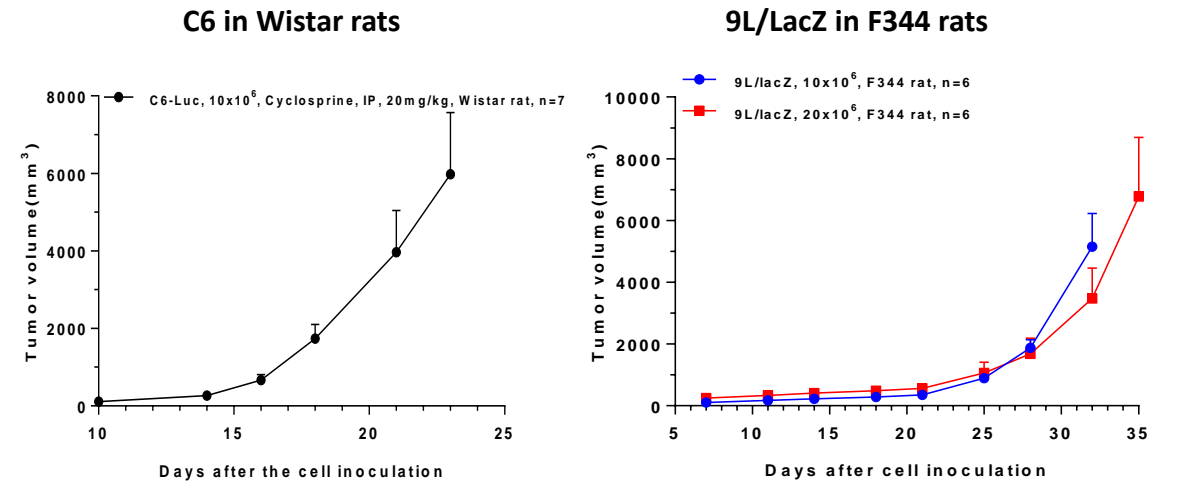 C6 in Wistar rats
8000
C6-Luc, 10x10⁶, Cyclosprine, IP, 20mg/kg, Wistar rat, n=7
6000
4000
2000
0
Tumor volume(mm³)
10 15 20 25
Days after the cell inoculation
9L/LacZ in F344 rats
9L/lacZ, 10x10⁶, F344 rat, n=6
9L/lacZ, 20x10⁶, F344 rat, n=6
10000
8000
6000
4000
2000
0
Tumor volume(mm³)
5 10 15 20 25 30 35
Days after cell inoculation